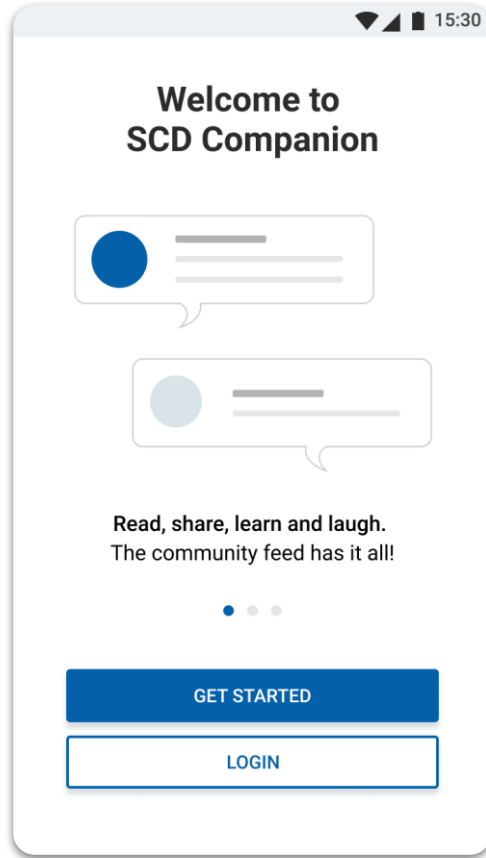 15:30
Welcome to
SCD Companion
Read, share, learn and laugh.
The community feed has it all!
GET STARTED
LOGIN